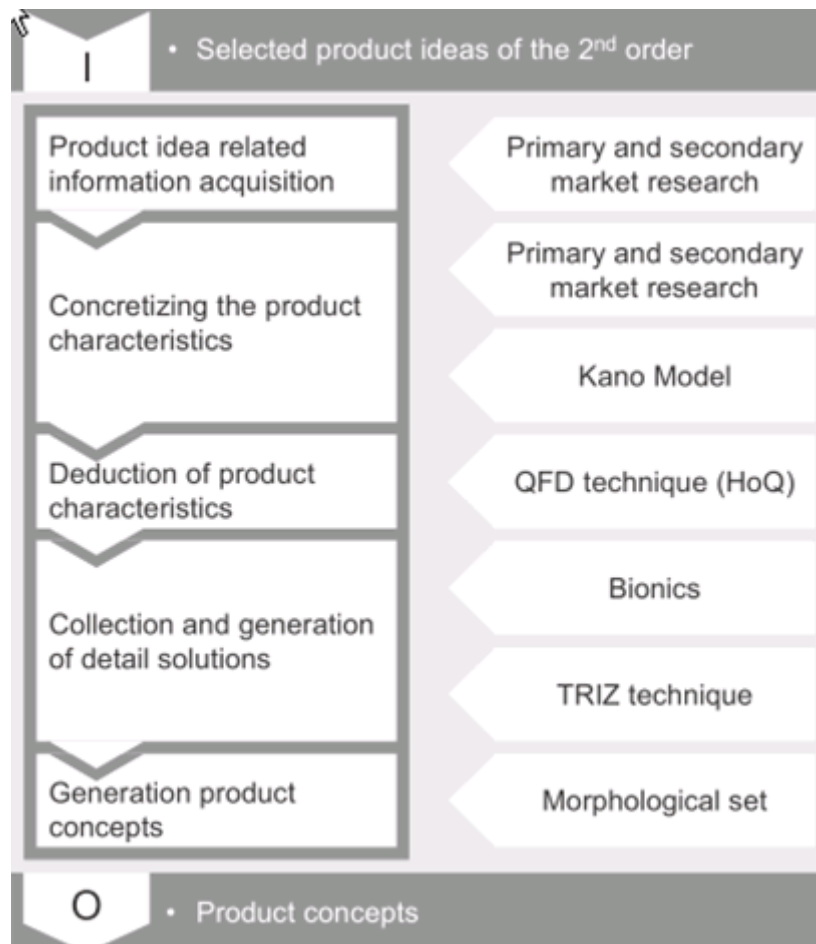 I
• Selected product ideas of the 2nd order
Product idea related
information acquisition
Primary and secondary
market research
Concretizing the product
characteristics
Primary and secondary
market research
Kano Model
Deduction of product
characteristics
QFD technique (HoQ)
Collection and generation
of detail solutions
Bionics
TRIZ technique
Generation product
concepts
Morphological set
O
• Product concepts